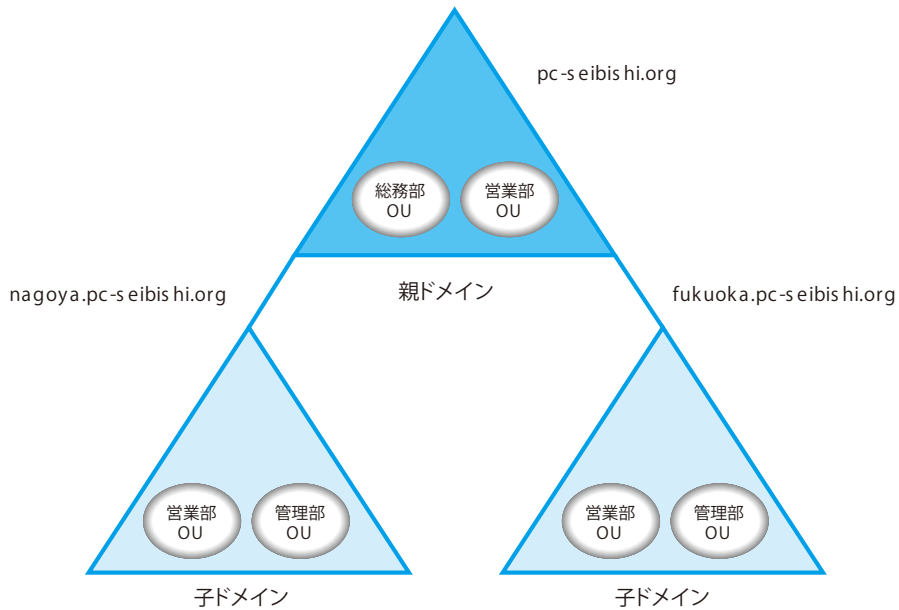 pc-seibishi.org
総務部
OU
営業部
OU
親ドメイン
nagoya.pc-seibishi.org
fukuoka.pc-seibishi.org
営業部
OU
管理部
OU
営業部
OU
管理部
OU
子ドメイン
子ドメイン